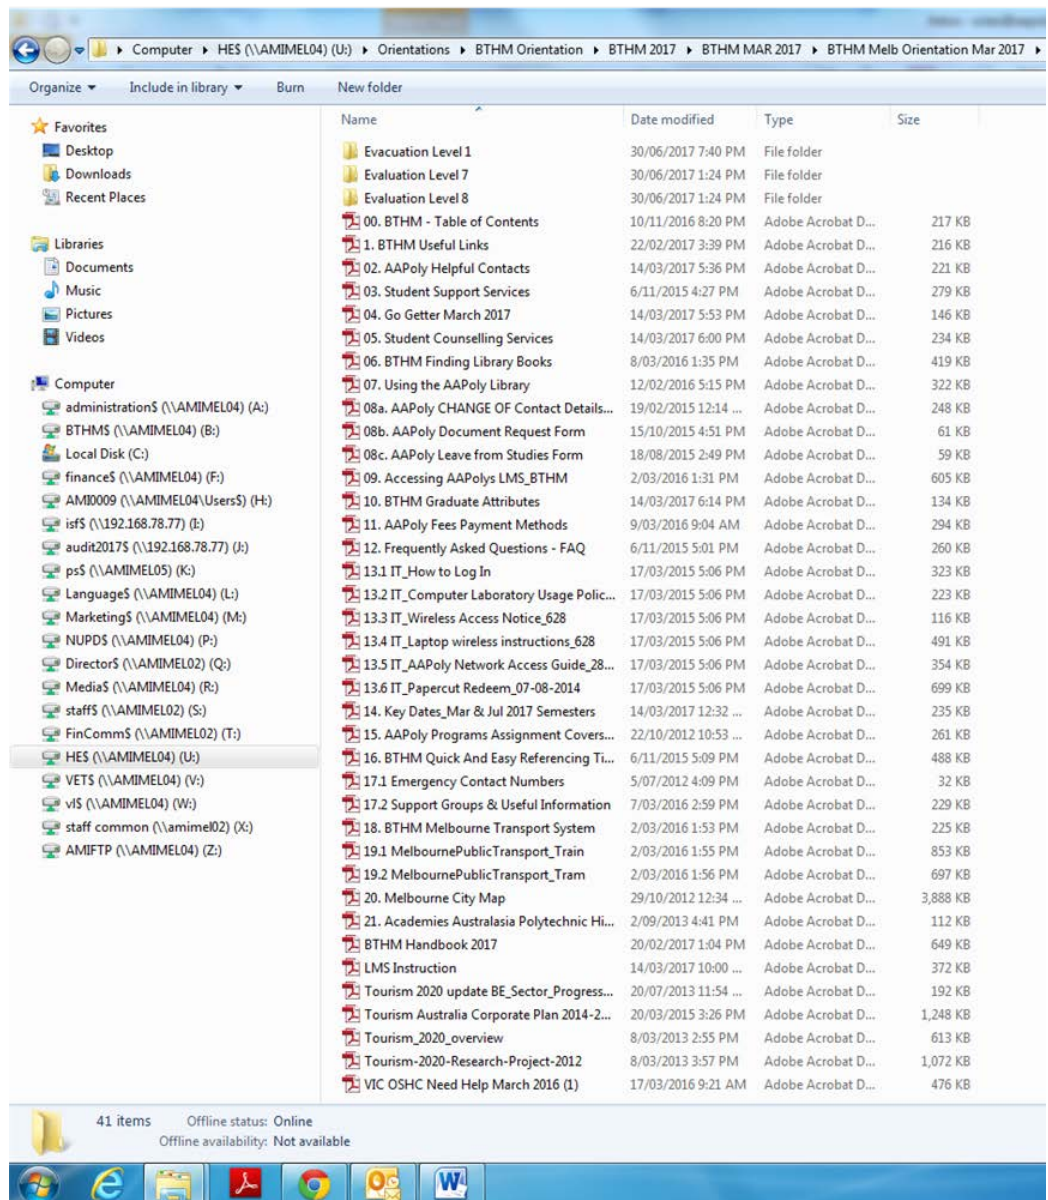 Computer ▸ HE$ (\\AMIMEL04) (U:) ▸ Orientations ▸ BTHM Orientation ▸ BTHM 2017 ▸ BTHM MAR 2017 ▸ BTHM Melb Orientation Mar 2017 ▸
Organize Include in library Burn New folder
Favorites
Desktop
Downloads
Recent Places
Libraries
Documents
Music
Pictures
Videos
Computer
administration$ (\\AMIMEL04) (A:)
BTHM$ (\\AMIMEL04) (B:)
Local Disk (C:)
finance$ (\\AMIMEL04) (F:)
AMI0009 (\\AMIMEL04\Users$) (H:)
isf$ (\\192.168.78.77) (I:)
audit2017$ (\\192.168.78.77) (J:)
ps$ (\\AMIMEL05) (K:)
Language$ (\\AMIMEL04) (L:)
Marketing$ (\\AMIMEL04) (M:)
NUPD$ (\\AMIMEL04) (P:)
Director$ (\\AMIMEL02) (Q:)
Media$ (\\AMIMEL04) (R:)
staff$ (\\AMIMEL02) (S:)
FinComm$ (\\AMIMEL02) (T:)
HE$ (\\AMIMEL04) (U:)
VET$ (\\AMIMEL04) (V:)
vl$ (\\AMIMEL04) (W:)
staff common (\\amimel02) (X:)
AMIFTP (\\AMIMEL04) (Z:)
Name Date modified Type Size
Evacuation Level 1 30/06/2017 7:40 PM File folder
Evaluation Level 7 30/06/2017 1:24 PM File folder
Evaluation Level 8 30/06/2017 1:24 PM File folder
00. BTHM - Table of Contents 10/11/2016 8:20 PM Adobe Acrobat D... 217 KB
1. BTHM Useful Links 22/02/2017 3:39 PM Adobe Acrobat D... 216 KB
02. AAPoly Helpful Contacts 14/03/2017 5:36 PM Adobe Acrobat D... 221 KB
03. Student Support Services 6/11/2015 4:27 PM Adobe Acrobat D... 279 KB
04. Go Getter March 2017 14/03/2017 5:53 PM Adobe Acrobat D... 146 KB
05. Student Counselling Services 14/03/2017 6:00 PM Adobe Acrobat D... 234 KB
06. BTHM Finding Library Books 8/03/2016 1:35 PM Adobe Acrobat D... 419 KB
07. Using the AAPoly Library 12/02/2016 5:15 PM Adobe Acrobat D... 322 KB
08a. AAPoly CHANGE OF Contact Details... 19/02/2015 12:14 ... Adobe Acrobat D... 248 KB
08b. AAPoly Document Request Form 15/10/2015 4:51 PM Adobe Acrobat D... 61 KB
08c. AAPoly Leave from Studies Form 18/08/2015 2:49 PM Adobe Acrobat D... 59 KB
09. Accessing AAPolys LMS_BTHM 2/03/2016 1:31 PM Adobe Acrobat D... 605 KB
10. BTHM Graduate Attributes 14/03/2017 6:14 PM Adobe Acrobat D... 134 KB
11. AAPoly Fees Payment Methods 9/03/2016 9:04 AM Adobe Acrobat D... 294 KB
12. Frequently Asked Questions - FAQ 6/11/2015 5:01 PM Adobe Acrobat D... 260 KB
13.1 IT_How to Log In 17/03/2015 5:06 PM Adobe Acrobat D... 323 KB
13.2 IT_Computer Laboratory Usage Polic... 17/03/2015 5:06 PM Adobe Acrobat D... 223 KB
13.3 IT_Wireless Access Notice_628 17/03/2015 5:06 PM Adobe Acrobat D... 116 KB
13.4 IT_Laptop wireless instructions_628 17/03/2015 5:06 PM Adobe Acrobat D... 491 KB
13.5 IT_AAPoly Network Access Guide_28... 17/03/2015 5:06 PM Adobe Acrobat D... 354 KB
13.6 IT_Papercut Redeem_07-08-2014 17/03/2015 5:06 PM Adobe Acrobat D... 699 KB
14. Key Dates_Mar & Jul 2017 Semesters 14/03/2017 12:32 ... Adobe Acrobat D... 235 KB
15. AAPoly Programs Assignment Covers... 22/10/2012 10:53 ... Adobe Acrobat D... 261 KB
16. BTHM Quick And Easy Referencing Ti... 6/11/2015 5:09 PM Adobe Acrobat D... 488 KB
17.1 Emergency Contact Numbers 5/07/2012 4:09 PM Adobe Acrobat D... 32 KB
17.2 Support Groups & Useful Information 7/03/2016 2:59 PM Adobe Acrobat D... 229 KB
18. BTHM Melbourne Transport System 2/03/2016 1:53 PM Adobe Acrobat D... 225 KB
19.1 MelbournePublicTransport_Train 2/03/2016 1:55 PM Adobe Acrobat D... 853 KB
19.2 MelbournePublicTransport_Tram 2/03/2016 1:56 PM Adobe Acrobat D... 697 KB
20. Melbourne City Map 29/10/2012 12:34 ... Adobe Acrobat D... 3,888 KB
21. Academies Australasia Polytechnic Hi... 2/09/2013 4:41 PM Adobe Acrobat D... 112 KB
BTHM Handbook 2017 20/02/2017 1:04 PM Adobe Acrobat D... 649 KB
LMS Instruction 14/03/2017 10:00 ... Adobe Acrobat D... 372 KB
Tourism 2020 update BE_Sector_Progress... 20/07/2013 11:54 ... Adobe Acrobat D... 192 KB
Tourism Australia Corporate Plan 2014-2... 20/03/2015 3:26 PM Adobe Acrobat D... 1,248 KB
Tourism_2020_overview 8/03/2013 2:55 PM Adobe Acrobat D... 613 KB
Tourism-2020-Research-Project-2012 8/03/2013 3:57 PM Adobe Acrobat D... 1,072 KB
VIC OSHC Need Help March 2016 (1) 17/03/2016 9:21 AM Adobe Acrobat D... 476 KB
41 items Offline status: Online
Offline availability: Not available